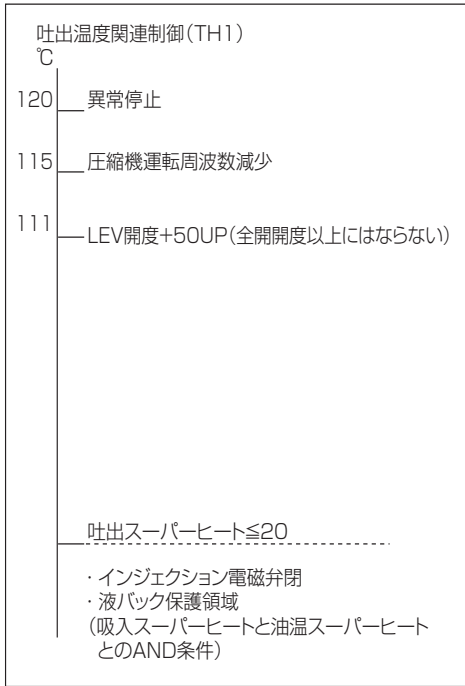 吐出温度関連制御(TH1)
℃
120 異常停止
115 圧縮機運転周波数減少
111 LEV開度+50UP(全開開度以上にはならない)
吐出スーパーヒート≦20
・インジェクション電磁弁閉
・液バック保護領域
(吸入スーパーヒートと油温スーパーヒート
とのAND条件)